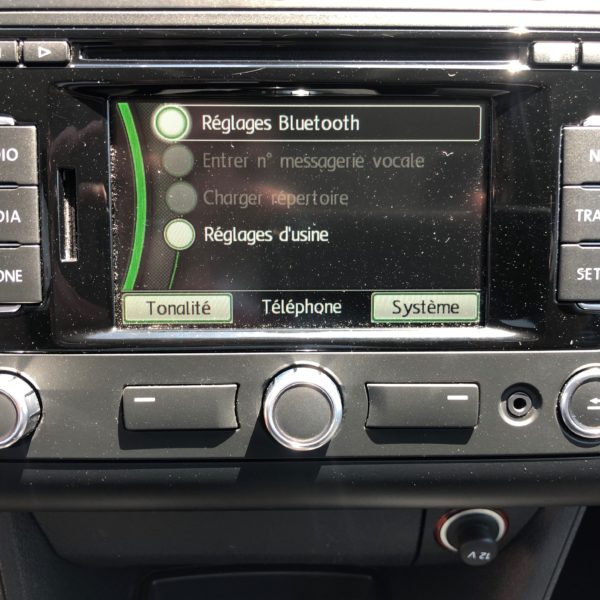 Réglages Bluetooth
Entrer n° messagerie vocale
Charger répertoire
Réglages d'usine
Tonalité Téléphone Système
12 V